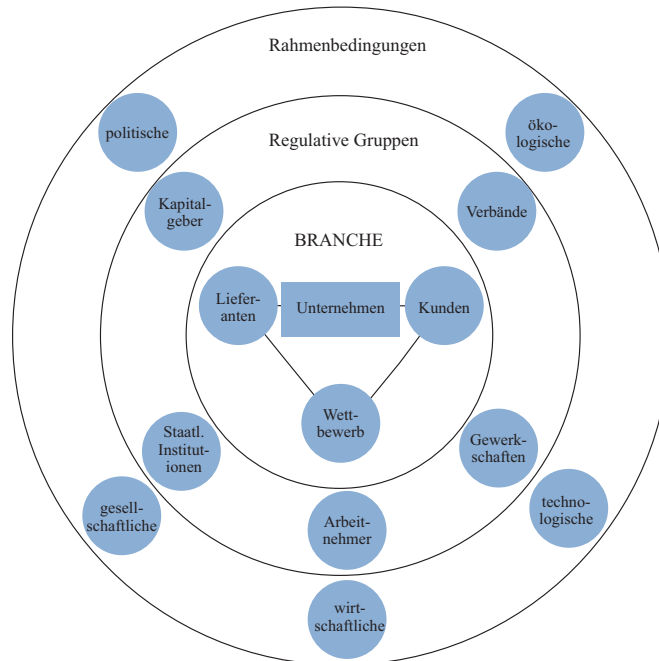 Rahmenbedingungen
politische
öko-
logische
Regulative Gruppen
Kapital-
geber
Verbände
BRANCHE
Liefer-
anten
Unternehmen
Kunden
Wett-
bewerb
Staatl.
Institut-
ionen
Gewerk-
schaften
gesell-
schaftliche
techno-
logische
Arbeit-
nehmer
wirt-
schaftliche